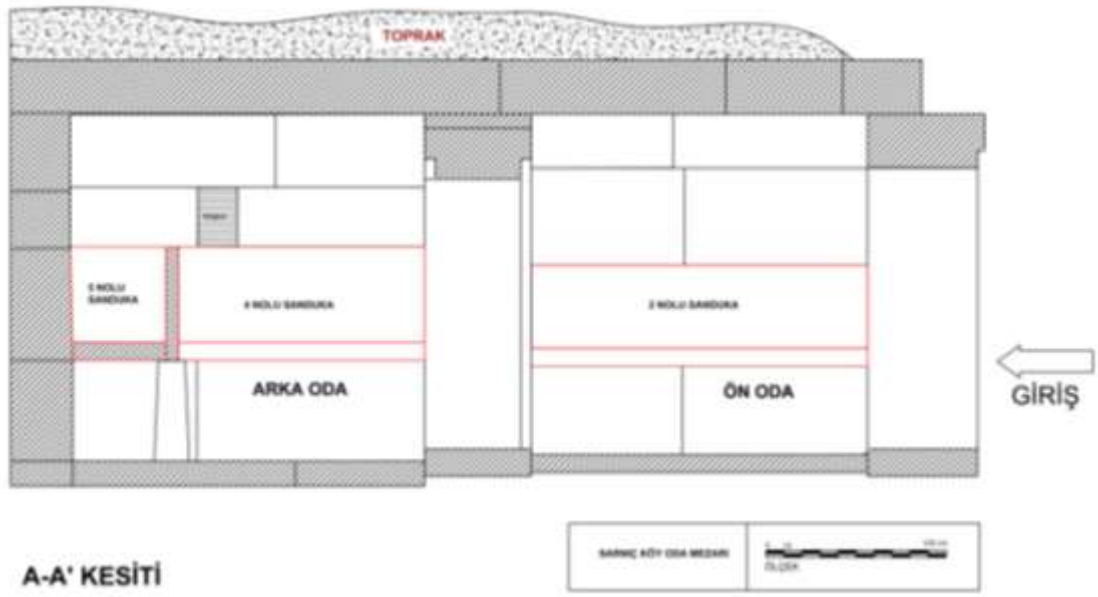 TOPRAK
5 NOLU
SANDUKA
4 NOLU SANDUKA
2 NOLU SANDUKA
ARKA ODA
ÖN ODA
GİRİŞ
A-A' KESİTİ
SARNIÇ KÖY ODA MEZARI
ÖLÇEK